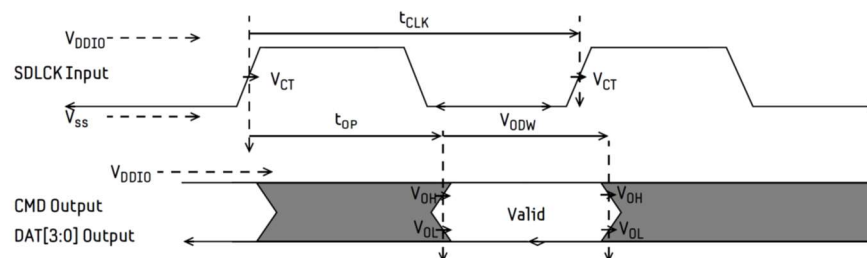 t_CLK
V_DDIO
SDLCK Input
V_CT V_CT
V_ss
t_OP V_ODW
V_DDIO
V_OH V_OH
CMD Output
Valid
DAT[3:0] Output V_OL V_OL